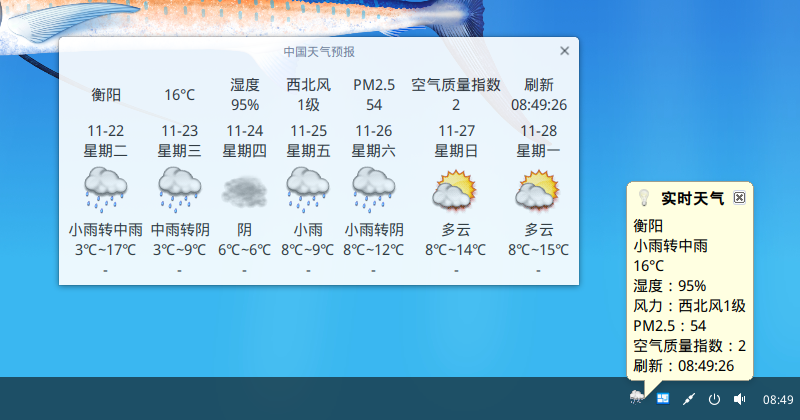 中国天气预报
衡阳 16℃ 湿度 西北风 PM2.5 空气质量指数 刷新
95% 1级 54 2 08:49:26
11-22 11-23 11-24 11-25 11-26 11-27 11-28
星期二 星期三 星期四 星期五 星期六 星期日 星期一
小雨转中雨 中雨转阴 阴 小雨 小雨转阴 多云 多云
3℃~17℃ 3℃~9℃ 6℃~6℃ 8℃~9℃ 8℃~12℃ 8℃~14℃ 8℃~15℃
- - - - - - -
实时天气
衡阳
小雨转中雨
16℃
湿度：95%
风力：西北风1级
PM2.5：54
空气质量指数：2
刷新：08:49:26
08:49